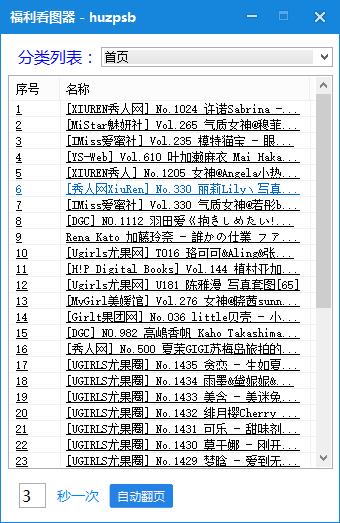 福利看图器 - huzpsb
分类列表： 首页
序号 名称
1 [XIUREN秀人网] No.1024 许诺Sabrina -...
2 [MiStar魅妍社] Vol.265 气质女神@穆菲...
3 [IMiss爱蜜社] Vol.235 模特猫宝 - 眼...
4 [YS-Web] Vol.610 叶加濑麻衣 Mai Haka...
5 [XIUREN秀人] No.1205 女神@Angela小热...
6 [秀人网XiuRen] No.330 丽莉Lily、写真...
7 [IMiss爱蜜社] Vol.330 气质女神@若彤b...
8 [DGC] NO.1112 羽田爱《抱きしめたい!...
9 Rena Kato 加藤玲奈 - 誰かの仕業 ファ...
10 [Ugirls尤果网] T016 珞可可&Aling&张...
11 [H!P Digital Books] Vol.144 植村亚加...
12 [Ugirls尤果网] U181 陈雅漫 写真套图[65]
13 [MyGirl美媛馆] Vol.276 女神@晓茜sunn...
14 [Girlt果团网] No.036 little贝壳 - 小...
15 [DGC] NO.982 高嶋香帆 Kaho Takashima...
16 [秀人网] No.500 夏茉GIGI苏梅岛旅拍的...
17 [UGIRLS尤果圈] No.1435 贪恋 - 生如夏...
18 [UGIRLS尤果圈] No.1434 雨墨&黛妮妮&...
19 [UGIRLS尤果圈] No.1433 美含 - 美迷兔...
20 [UGIRLS尤果圈] No.1432 绯月樱Cherry ...
21 [UGIRLS尤果圈] No.1431 可乐 - 甜味剂...
22 [UGIRLS尤果圈] No.1430 莫干娜 - 刚开...
23 [UGIRLS尤果圈] No.1429 梦晗 - 爱到无...
3 秒一次 自动翻页